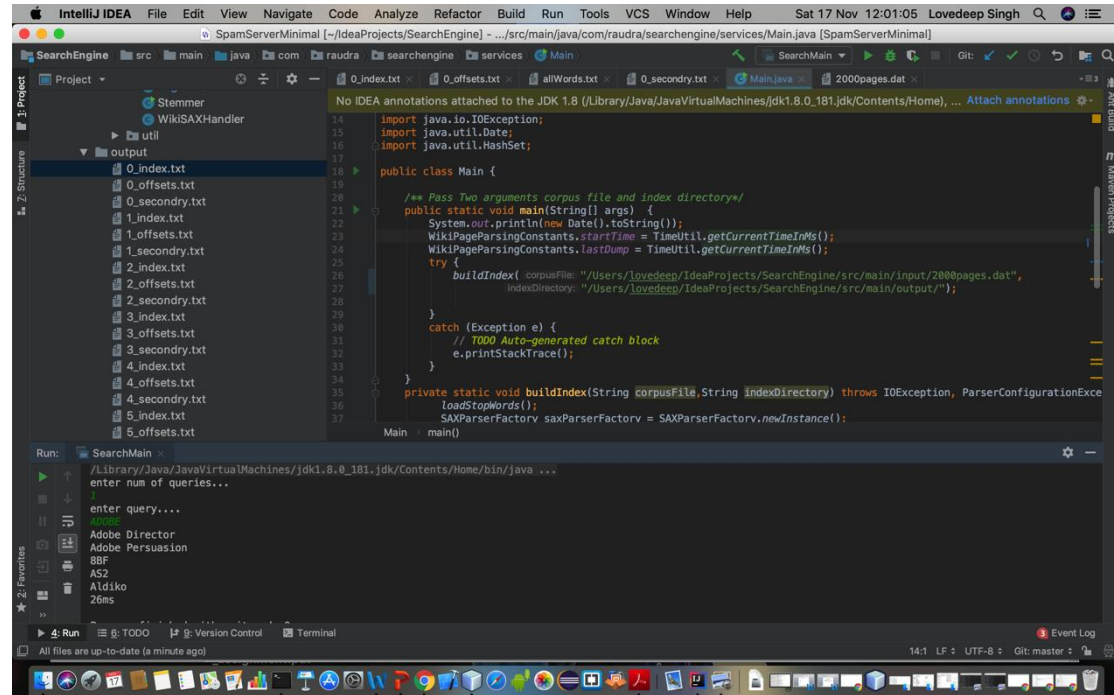 IntelliJ IDEA File Edit View Navigate Code Analyze Refactor Build Run Tools VCS Window Help Sat 17 Nov 12:01:05 Lovedeep Singh
SpamServerMinimal [~/IdeaProjects/SearchEngine] - .../src/main/java/com/raudra/searchengine/services/Main.java [SpamServerMinimal]
SearchEngine src main java com raudra searchengine services Main SearchMain Git:
1: Project
Project
0_index.txt 0_offsets.txt allWords.txt 0_secondry.txt Main.java 2000pages.dat
No IDEA annotations attached to the JDK 1.8 (/Library/Java/JavaVirtualMachines/jdk1.8.0_181.jdk/Contents/Home), ... Attach annotations
Stemmer
WikiSAXHandler
util
output
0_index.txt
0_offsets.txt
0_secondry.txt
1_index.txt
1_offsets.txt
1_secondry.txt
2_index.txt
2_offsets.txt
2_secondry.txt
3_index.txt
3_offsets.txt
3_secondry.txt
4_index.txt
4_offsets.txt
4_secondry.txt
5_index.txt
5_offsets.txt
Z: Structure
14 import java.io.IOException;
15 import java.util.Date;
16 import java.util.HashSet;
17
18 public class Main {
19
20 /** Pass Two arguments corpus file and index directory*/
21 public static void main(String[] args) {
22 System.out.println(new Date().toString());
23 WikiPageParsingConstants.startTime = TimeUtil.getCurrentTimeInMs();
24 WikiPageParsingConstants.lastDump = TimeUtil.getCurrentTimeInMs();
25 try {
26 buildIndex( corpusFile: "/Users/lovedeep/IdeaProjects/SearchEngine/src/main/input/2000pages.dat",
27 indexDirectory: "/Users/lovedeep/IdeaProjects/SearchEngine/src/main/output/");
28
29 }
30 catch (Exception e) {
31 // TODO Auto-generated catch block
32 e.printStackTrace();
33 }
34 }
35 private static void buildIndex(String corpusFile,String indexDirectory) throws IOException, ParserConfigurationExce
36 loadStopWords();
37 SAXParserFactory saxParserFactory = SAXParserFactory.newInstance();
Main main()
Ant Build
Maven Projects
Run: SearchMain
/Library/Java/JavaVirtualMachines/jdk1.8.0_181.jdk/Contents/Home/bin/java ...
enter num of queries...
1
enter query....
ADOBE
Adobe Director
Adobe Persuasion
8BF
AS2
Aldiko
26ms
2: Favorites
4: Run 6: TODO 9: Version Control Terminal 3 Event Log
All files are up-to-date (a minute ago) 14:1 LF UTF-8 Git: master